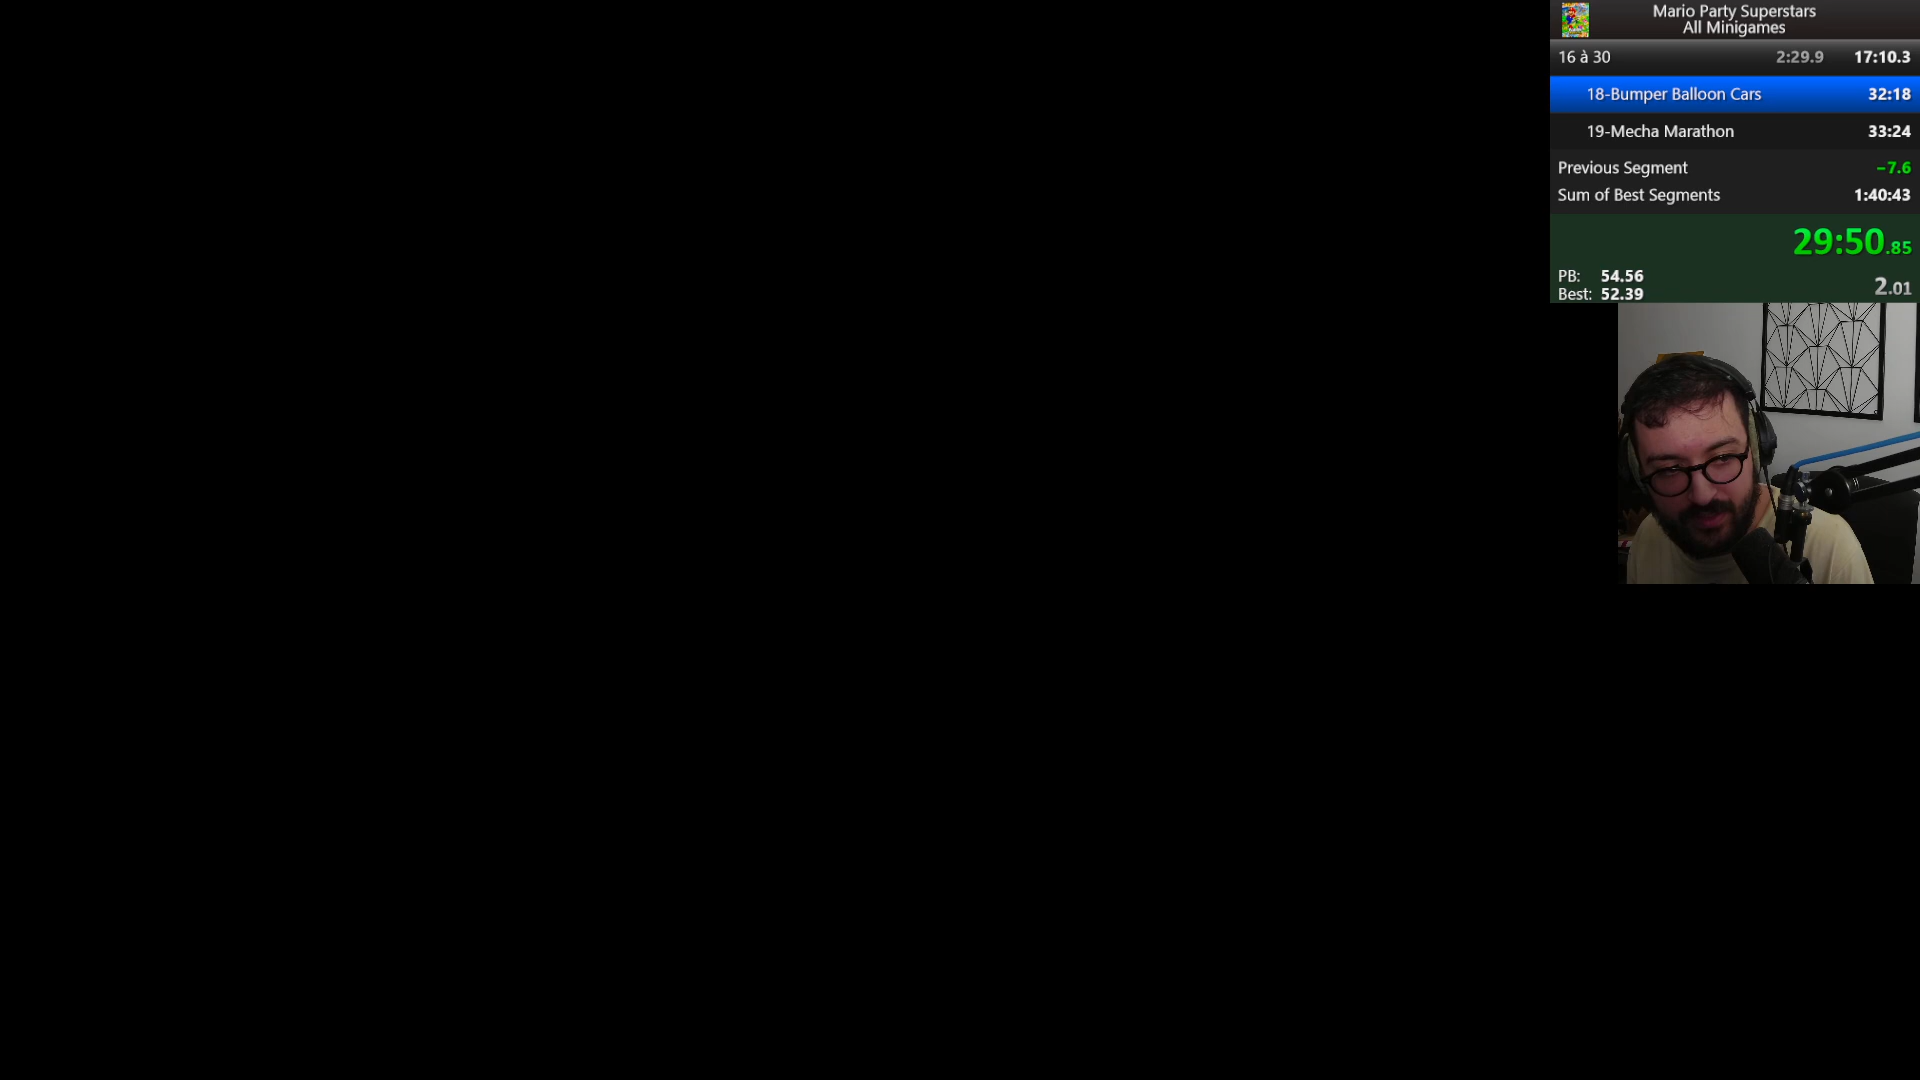 Mario Party Superstars
All Minigames
16 à 30 2:29.9 17:10.3
18-Bumper Balloon Cars 32:18
19-Mecha Marathon 33:24
Previous Segment −7.6
Sum of Best Segments 1:40:43
29:50.85
PB: 54.56
Best: 52.39
2.01